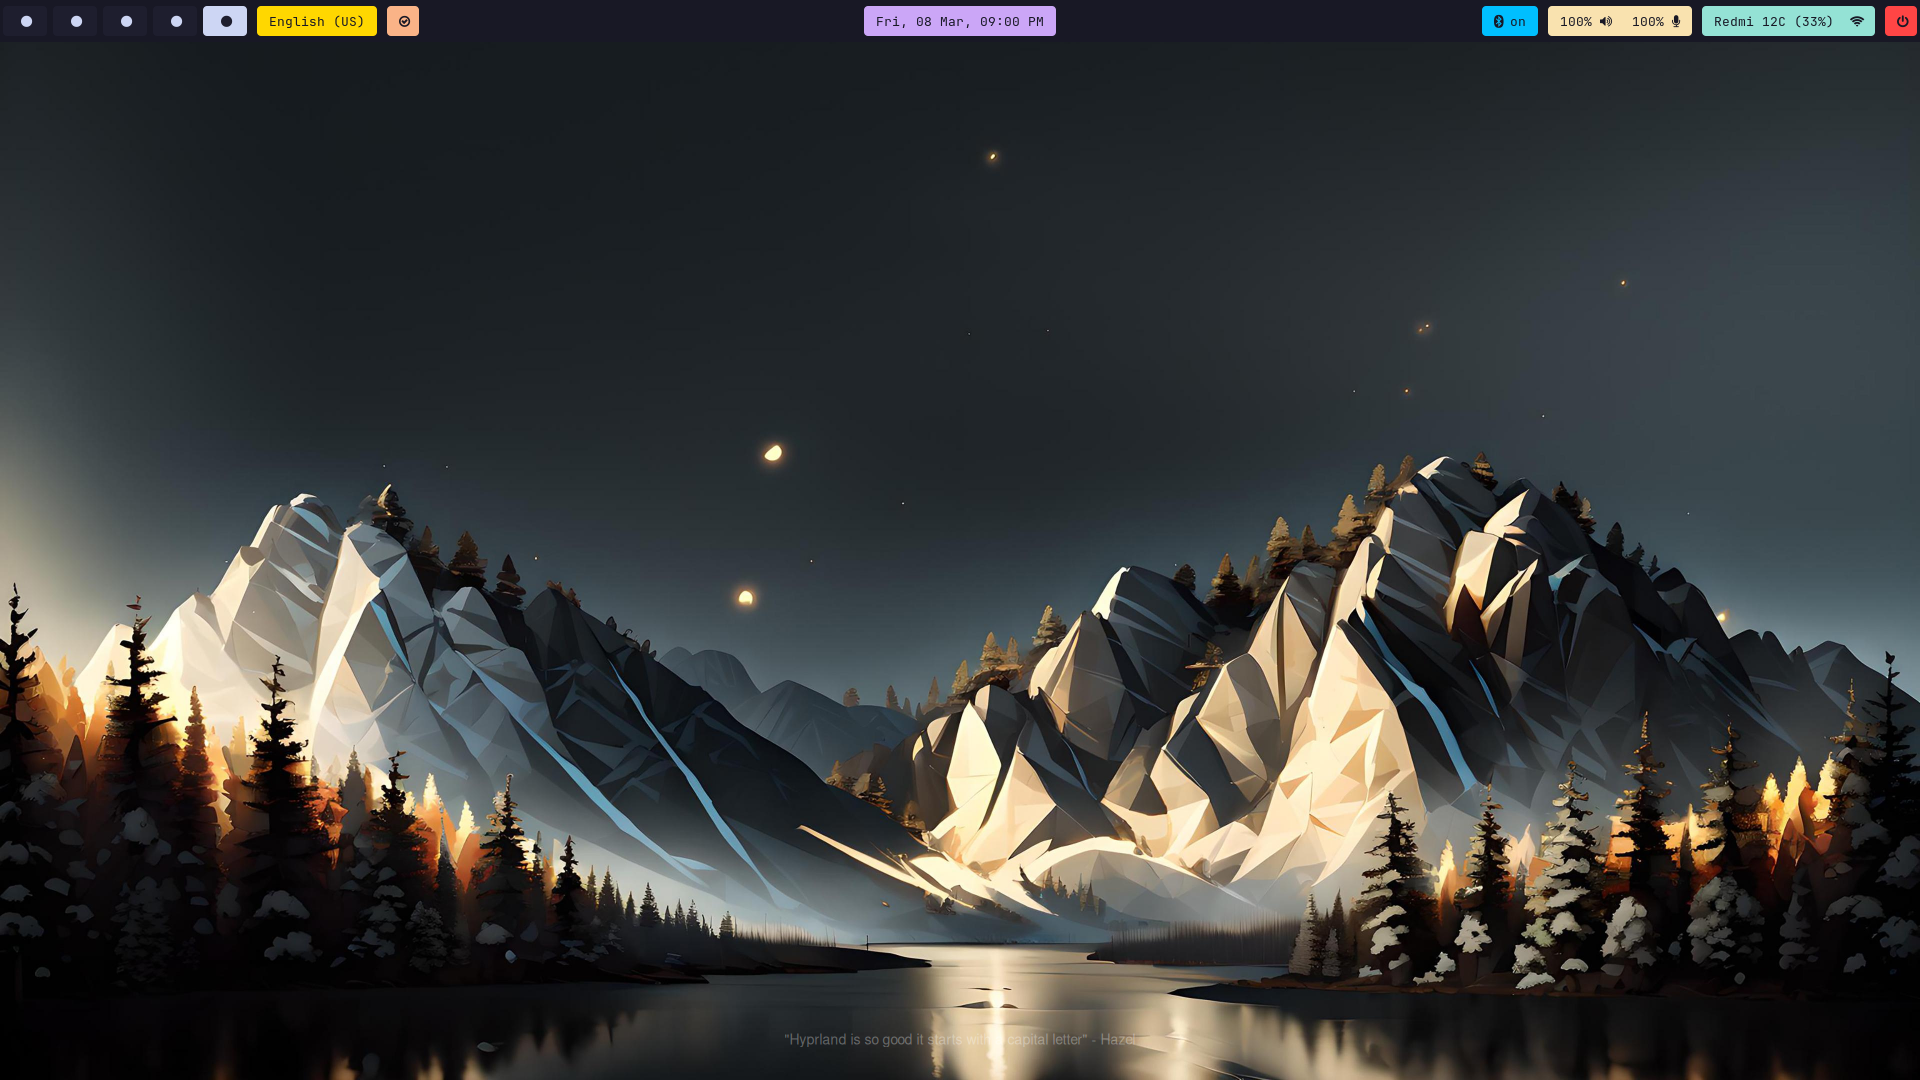 English (US)
Fri, 08 Mar, 09:00 PM
on
100%
100%
Redmi 12C (33%)
"Hyprland is so good it starts with a capital letter" - Hazel